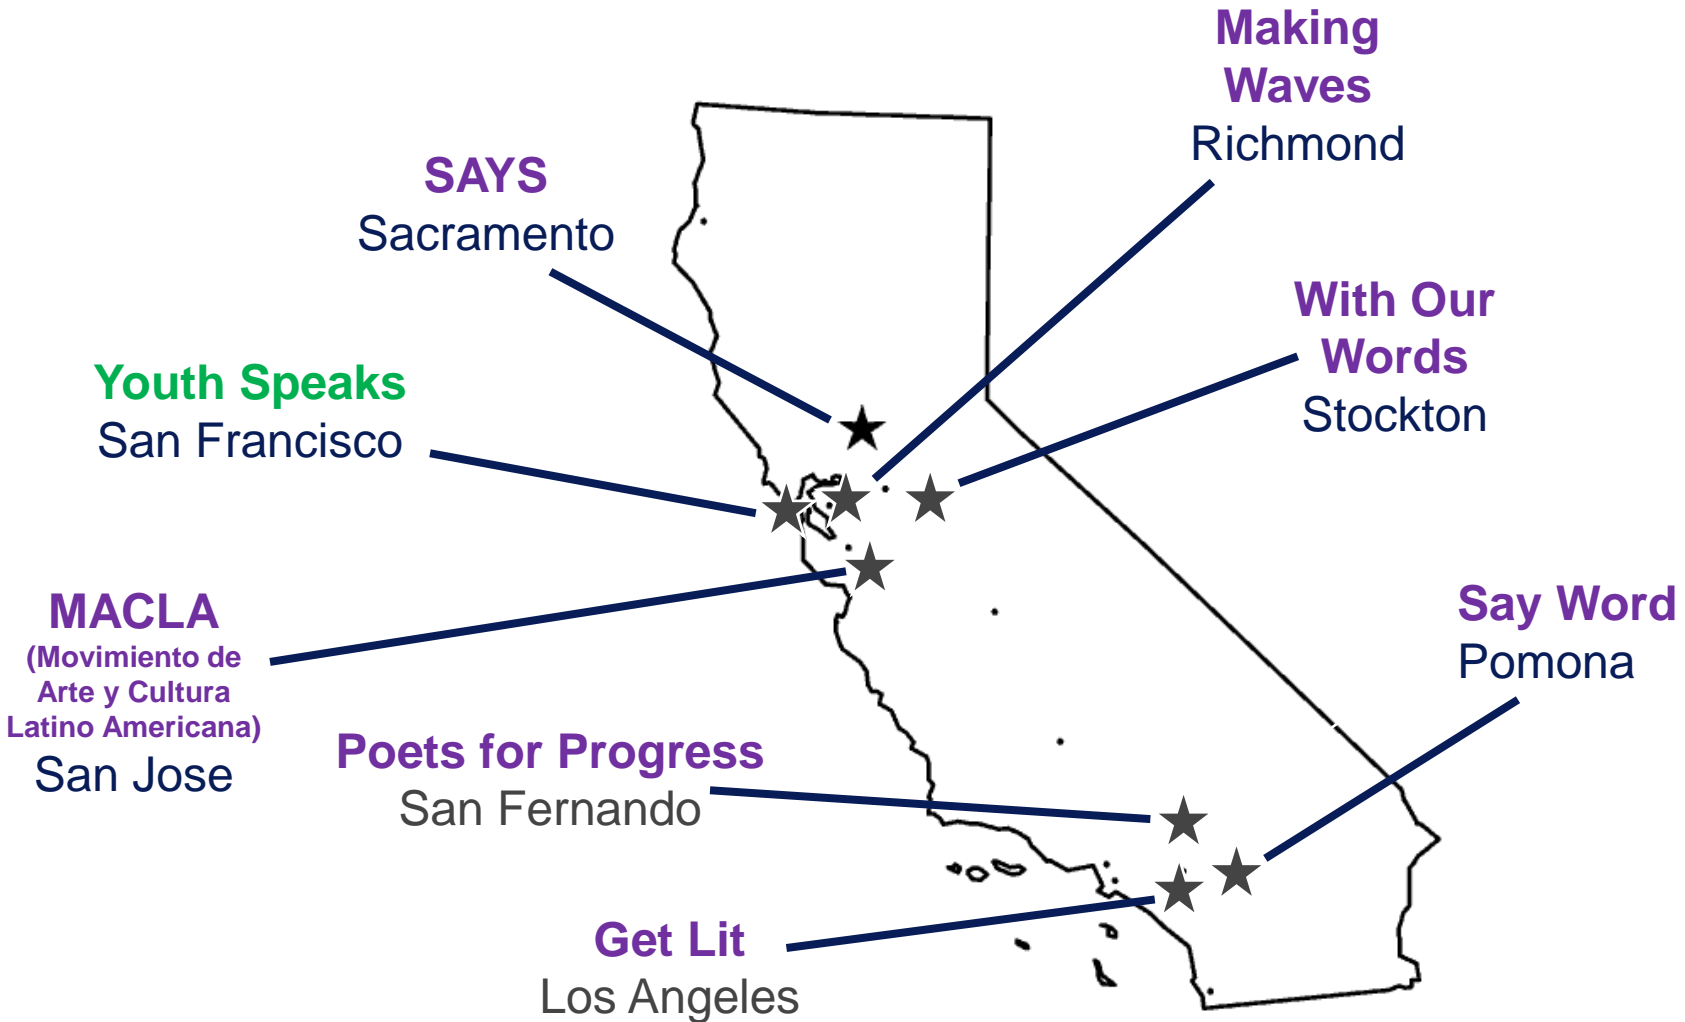 Making
Waves
Richmond
SAYS
Sacramento
With Our
Words
Stockton
Youth Speaks
San Francisco
MACLA
(Movimiento de
Arte y Cultura
Latino Americana)
San Jose
Say Word
Pomona
Poets for Progress
San Fernando
Get Lit
Los Angeles